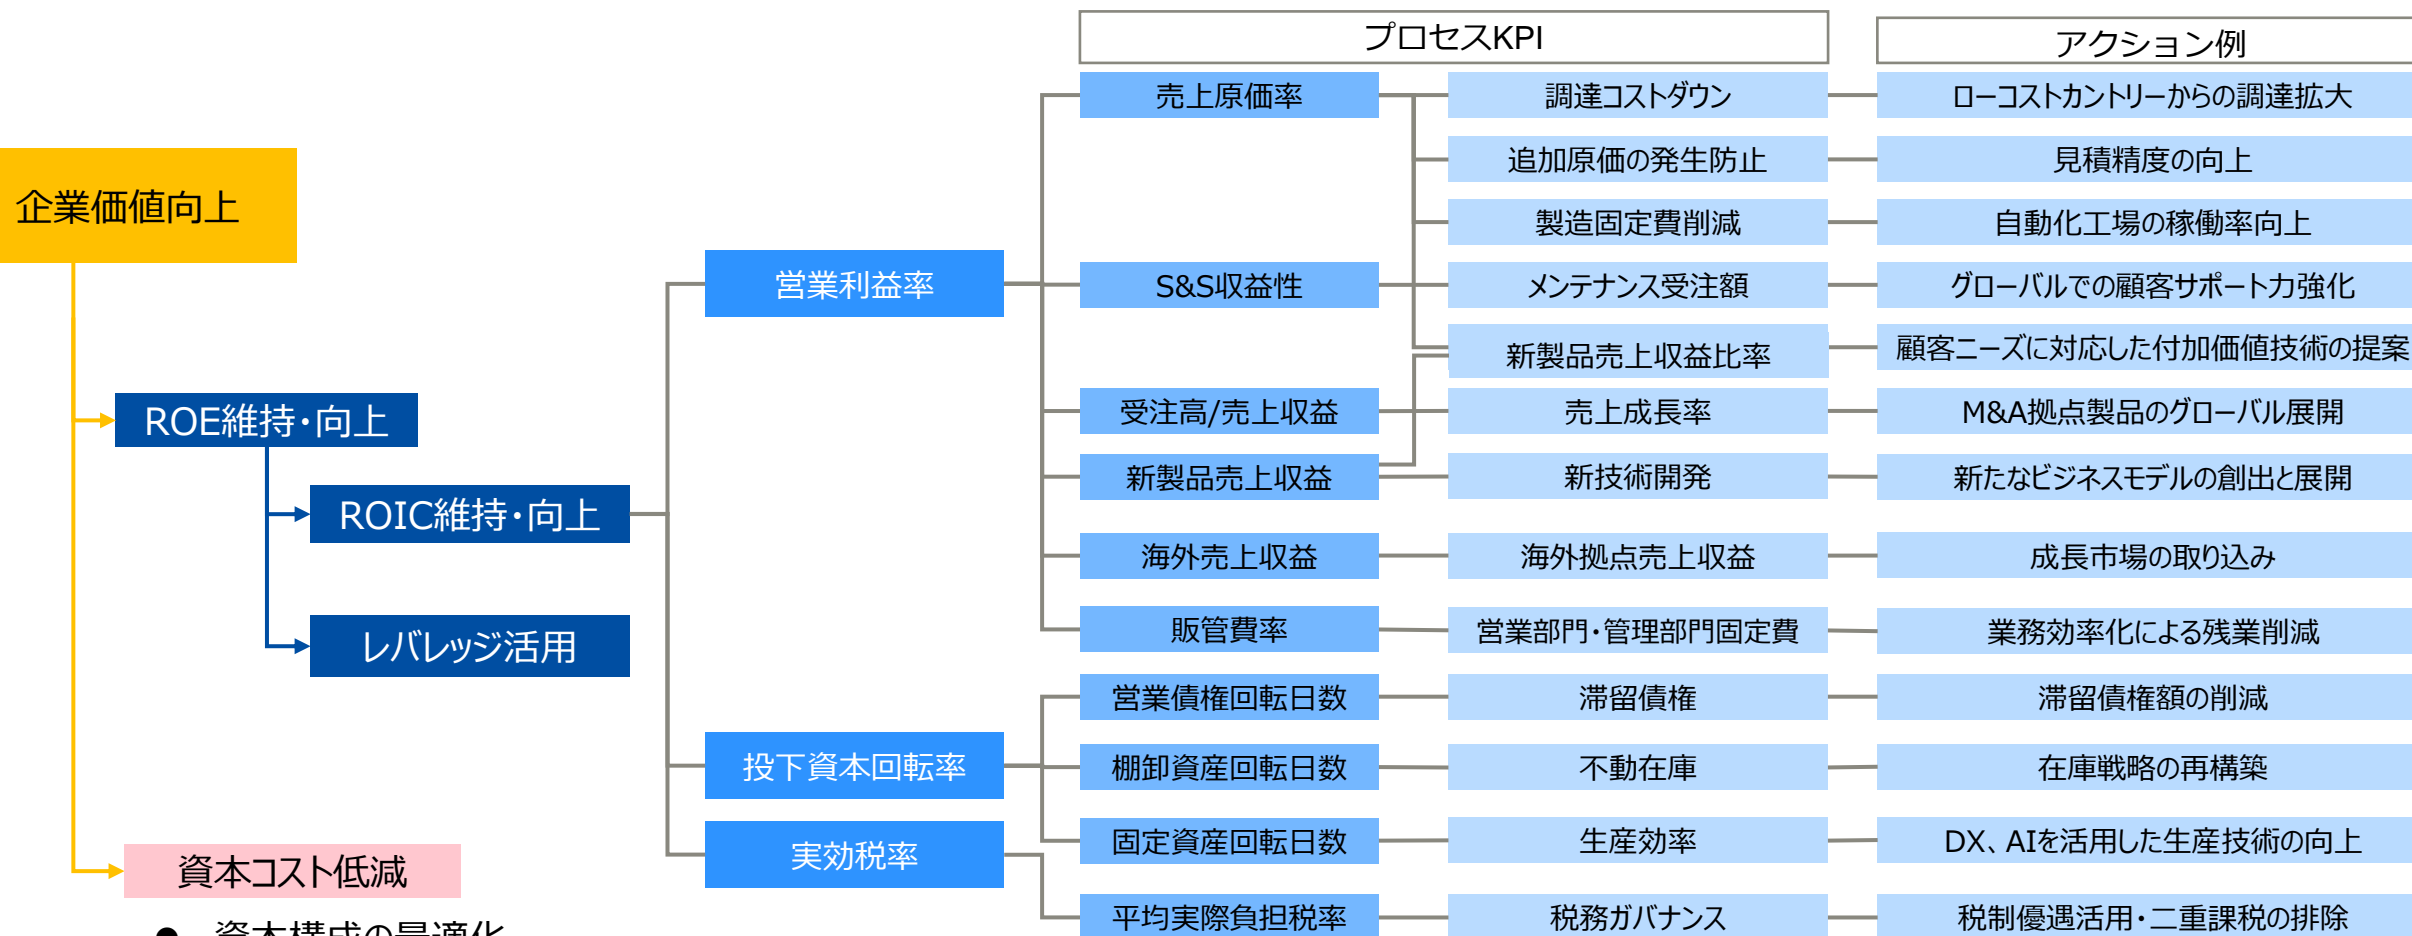 プロセスKPI
アクション例
売上原価率
調達コストダウン
ローコストカントリーからの調達拡大
追加原価の発生防止
見積精度の向上
企業価値向上
製造固定費削減
自動化工場の稼働率向上
営業利益率
S&S収益性
メンテナンス受注額
グローバルでの顧客サポート力強化
新製品売上収益比率
顧客ニーズに対応した付加価値技術の提案
ROE維持・向上
受注高/売上収益
売上成長率
M&A拠点製品のグローバル展開
新製品売上収益
新技術開発
新たなビジネスモデルの創出と展開
ROIC維持・向上
海外売上収益
海外拠点売上収益
成長市場の取り込み
レバレッジ活用
販管費率
営業部門・管理部門固定費
業務効率化による残業削減
営業債権回転日数
滞留債権
滞留債権額の削減
投下資本回転率
棚卸資産回転日数
不動在庫
在庫戦略の再構築
実効税率
固定資産回転日数
生産効率
DX、AIを活用した生産技術の向上
資本コスト低減
平均実際負担税率
税務ガバナンス
税制優遇活用・二重課税の排除
● 資本構成の最適化